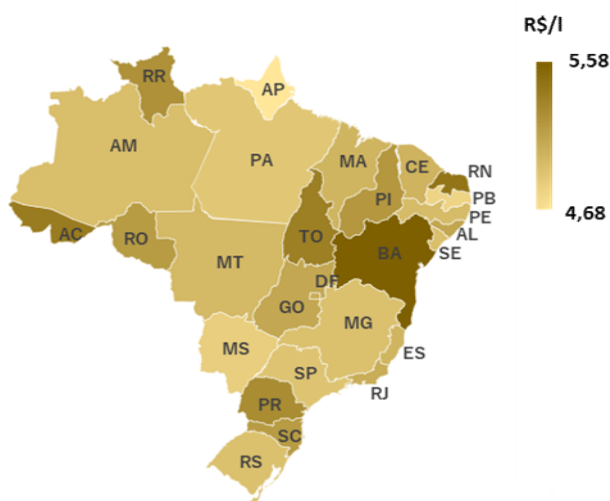 R$/l
5,58
4,68
RR
AP
AM
PA
MA
CE
RN
PI
PB
PE
AL
SE
AC
RO
TO
BA
MT
DF
GO
MG
ES
MS
SP
RJ
PR
SC
RS